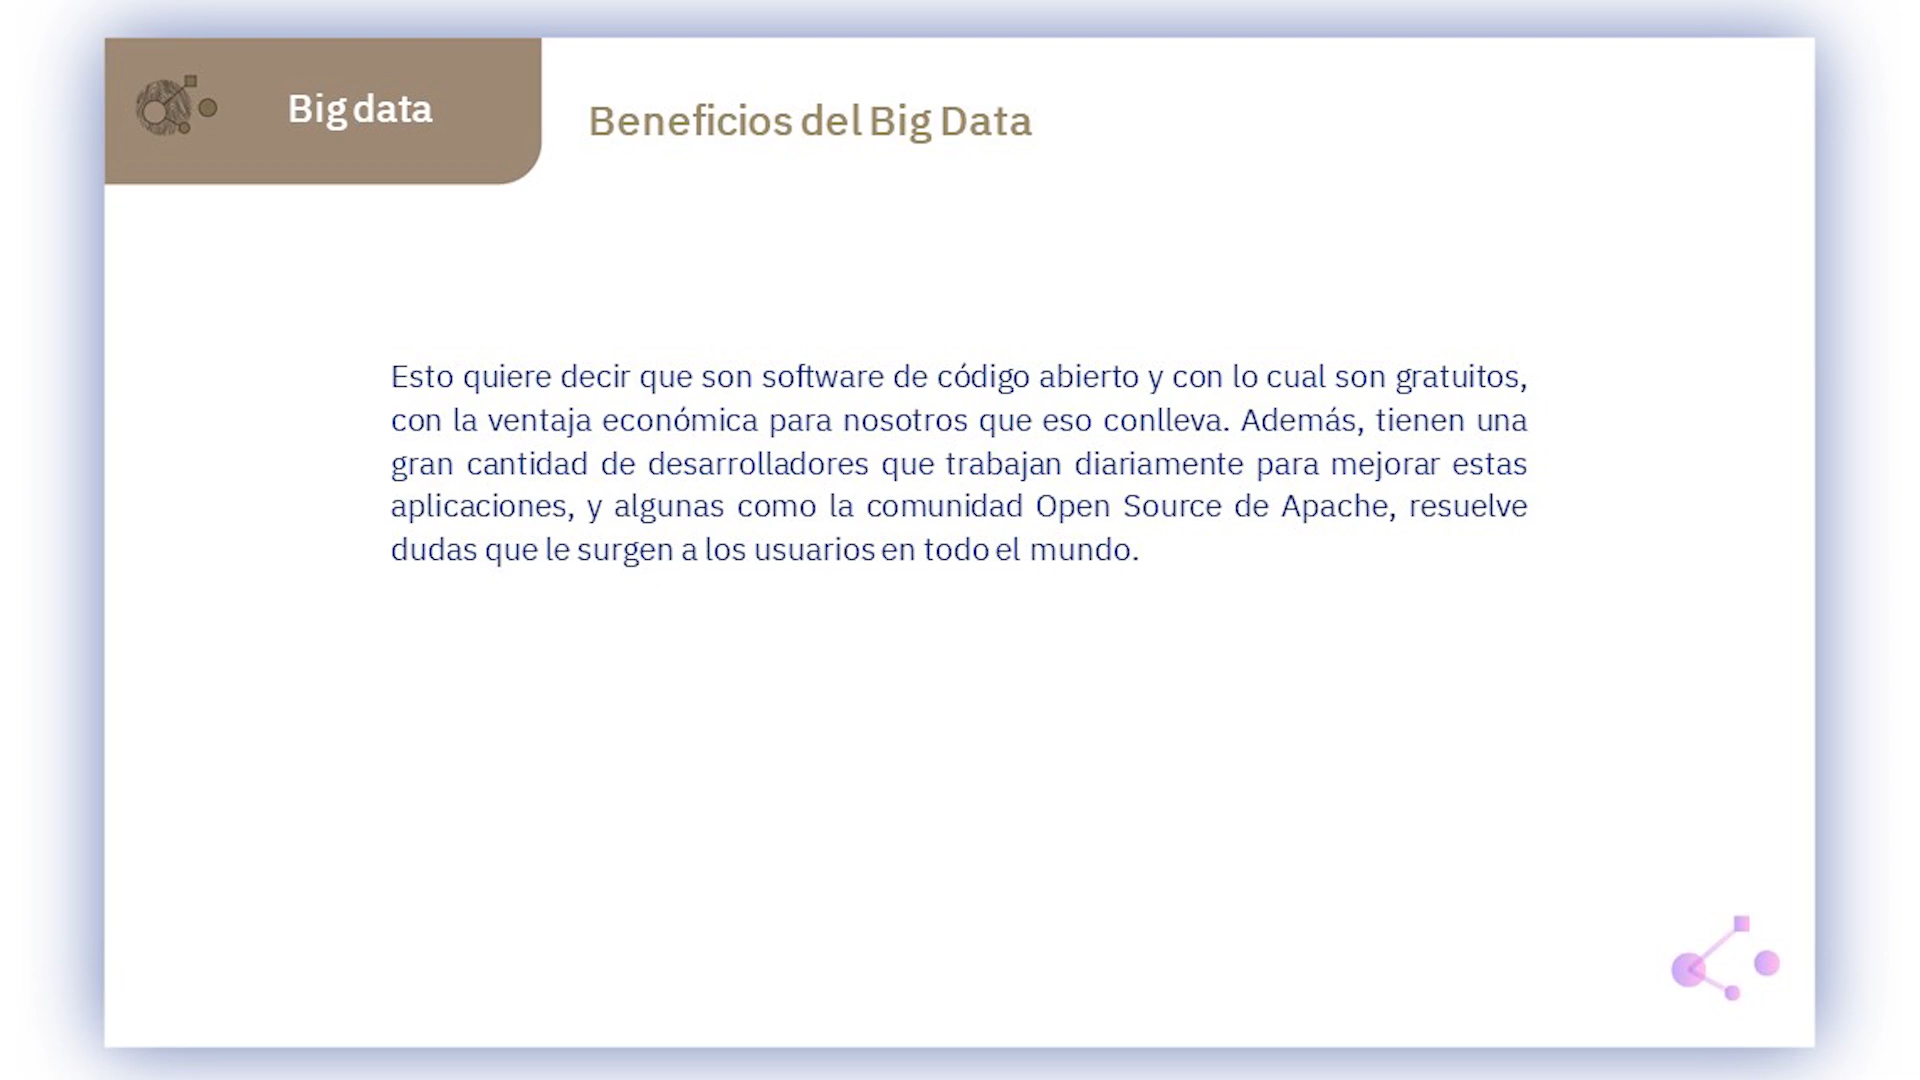 Big data
Beneficios del Big Data
Esto quiere decir que son software de código abierto y con lo cual son gratuitos,
con la ventaja económica para nosotros que eso conlleva. Además, tienen una
gran cantidad de desarrolladores que trabajan diariamente para mejorar estas
aplicaciones, y algunas como la comunidad Open Source de Apache, resuelve
dudas que le surgen a los usuarios en todo el mundo.